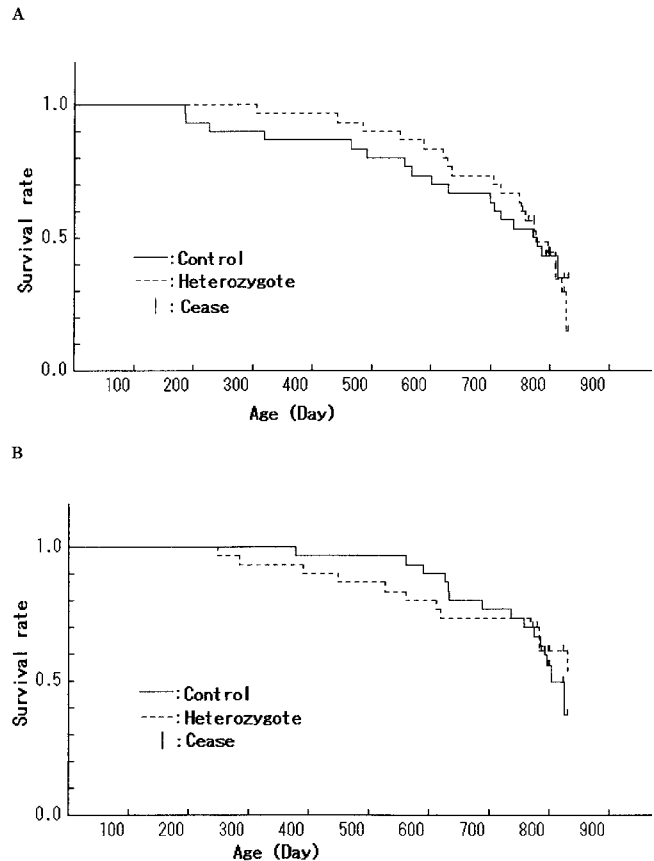 A
1.0
Survival rate
0.5
—:Control
----:Heterozygote
|:Cease
0.0
100 200 300 400 500 600 700 800 900
Age (Day)
B
1.0
Survival rate
0.5
—:Control
----:Heterozygote
|:Cease
0.0
100 200 300 400 500 600 700 800 900
Age (Day)